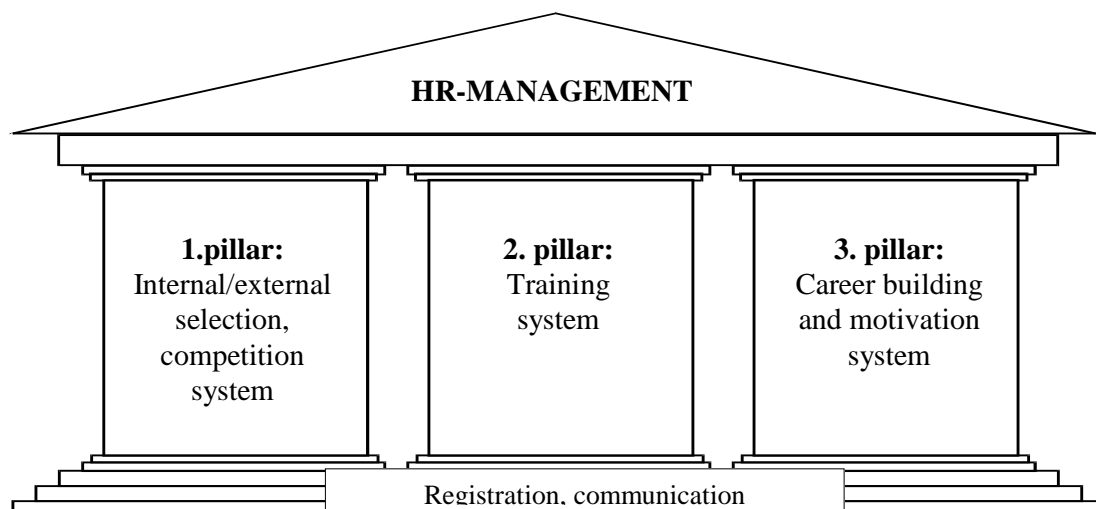 HR-MANAGEMENT
1.pillar:
Internal/external
selection,
competition
system
2. pillar:
Training
system
3. pillar:
Career building
and motivation
system
Registration, communication